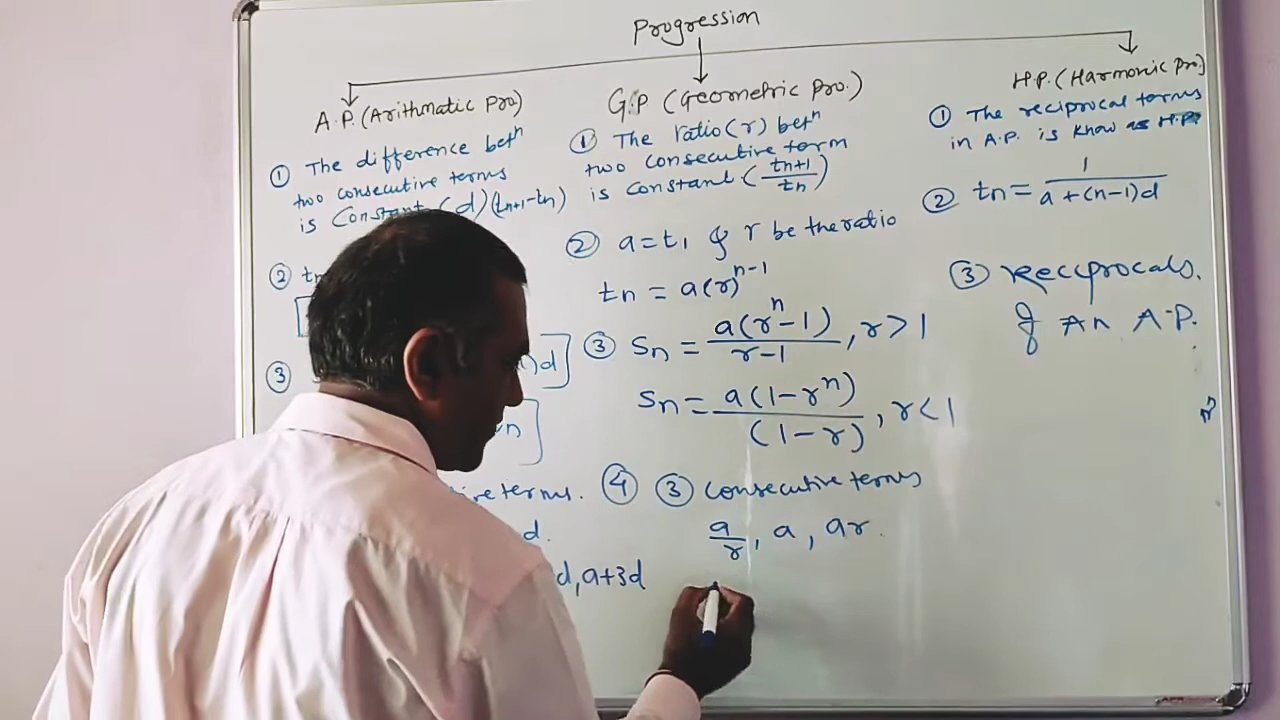 Progression
A.P. (Arithmatic Pro)
① The difference betn
two consecutive terms
is Constant (d) (tn+1-tn)
②
③
)d
n
terms.
d.
d, a+3d
G.P (Geometric Pro.)
① The ratio(r) betn
two consecutive term
is constant (tn+1/tn)
② a = t1 & r be the ratio
tn = a(r)^n-1
③ Sn = a(r^n-1)/r-1, r>1
Sn = a(1-r^n)/(1-r), r<1
④ ③ consecutive terms
a/r, a, ar.
H.P. (Harmonic Pro)
① The reciprocal terms
in A.P. is know as H.P.
② tn = 1/a+(n-1)d
③ Reciprocals.
of An A.P.